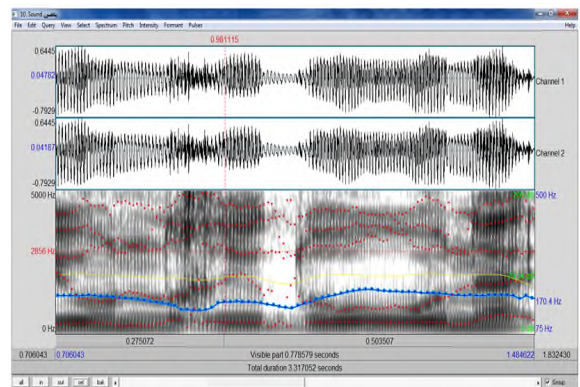 10. Sound يناقض
File Edit Query View Select Spectrum Pitch Intensity Formant Pulses Help
0.981115
0.6445
0.04782
Channel 1
-0.7929
0.6445
0.04187
Channel 2
-0.7929
5000 Hz
500 Hz
2856 Hz
170.4 Hz
0 Hz
75 Hz
0.275072 0.503507
0.706043 0.706043 Visible part 0.778579 seconds 1.484622 1.832430
Total duration 3.317052 seconds
all in out sel bak Group